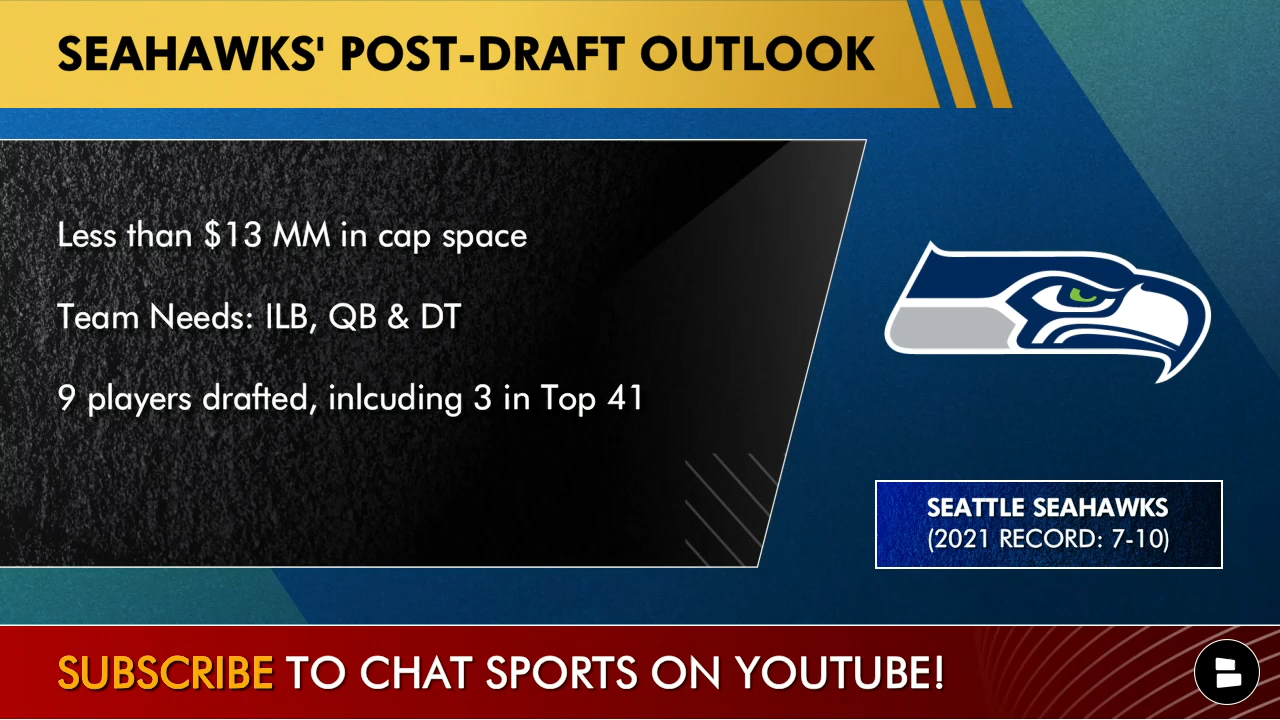 SEAHAWKS' POST-DRAFT OUTLOOK
Less than $13 MM in cap space
Team Needs: ILB, QB & DT
9 players drafted, inlcuding 3 in Top 41
SEATTLE SEAHAWKS
(2021 RECORD: 7-10)
SUBSCRIBE TO CHAT SPORTS ON YOUTUBE!